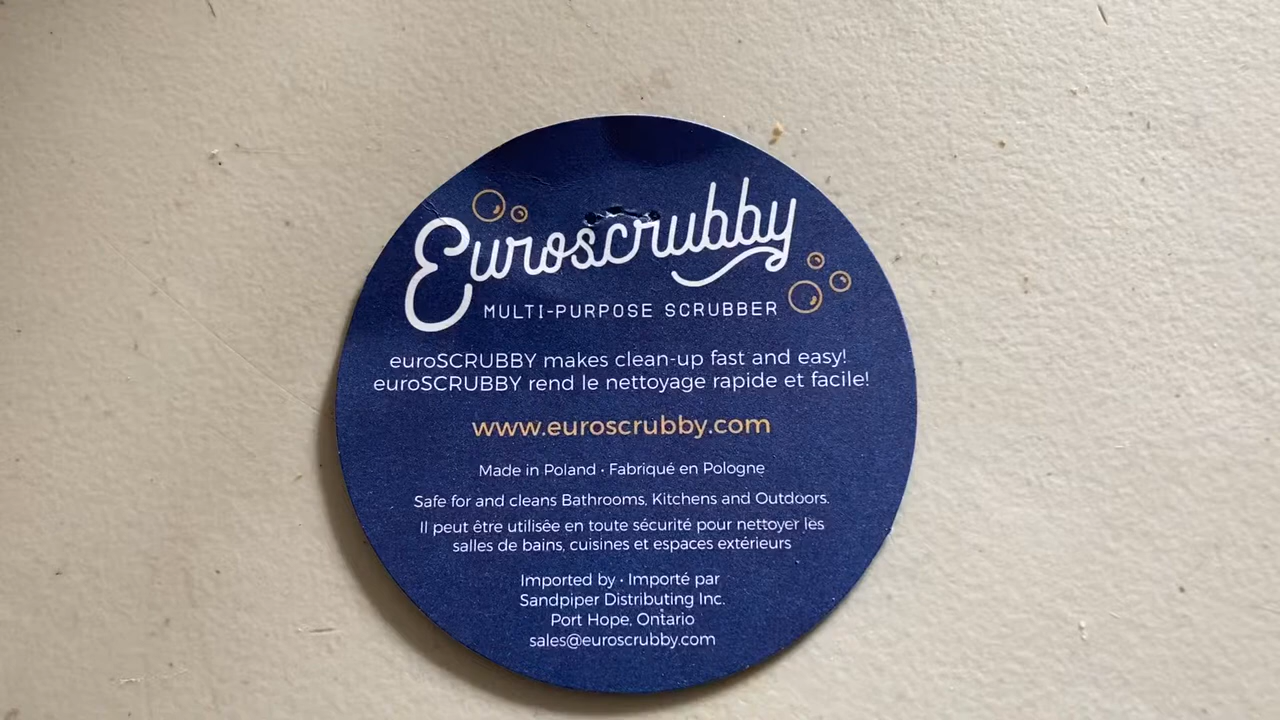 Euroscrubby
MULTI-PURPOSE SCRUBBER
euroSCRUBBY makes clean-up fast and easy!
euroSCRUBBY rend le nettoyage rapide et facile!
www.euroscrubby.com
Made in Poland • Fabriqué en Pologne
Safe for and cleans Bathrooms, Kitchens and Outdoors.
Il peut être utilisée en toute sécurité pour nettoyer les
salles de bains, cuisines et espaces extérieurs
Imported by • Importé par
Sandpiper Distributing Inc.
Port Hope, Ontario
sales@euroscrubby.com